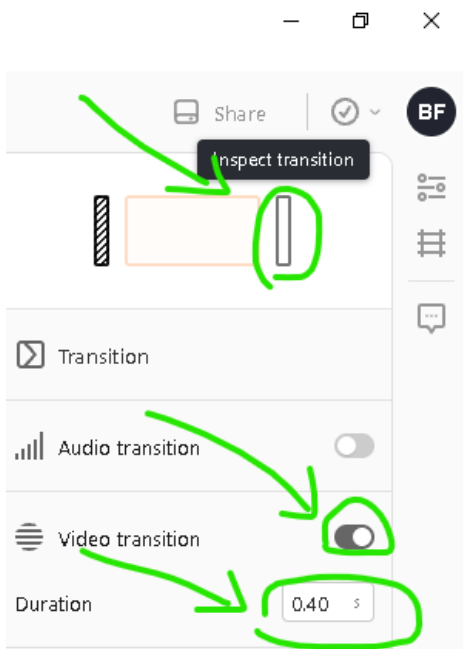 Share
BF
Inspect transition
Transition
Audio transition
Video transition
Duration 0.40 s